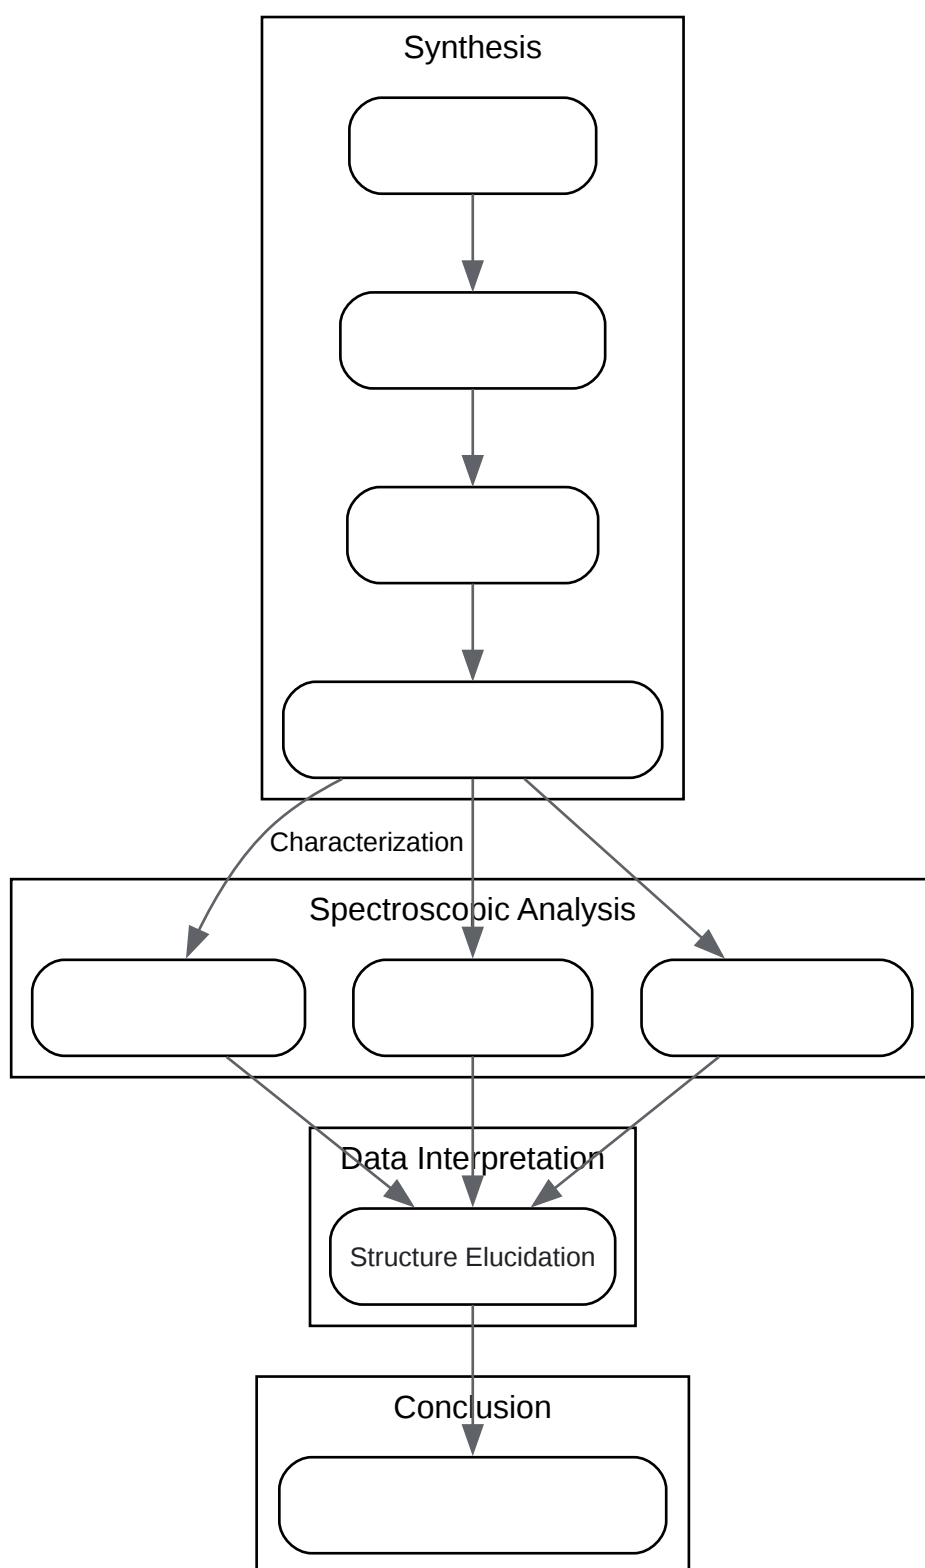 Synthesis
Characterization
Spectroscopic Analysis
Data Interpretation
Structure Elucidation
Conclusion